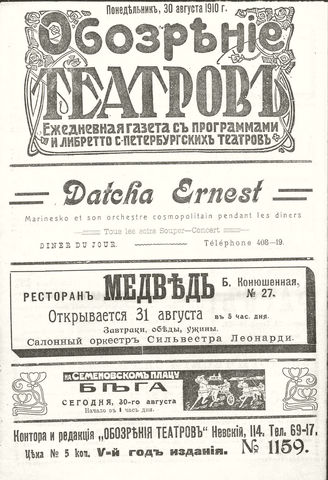 Понедѣльникъ, 30 августа 1910 г.
Обозрѣніе
ТЕАТРОВЪ
Ежедневная газета съ программами
и либретто С-Петербургскихъ театровъ
Datcha Ernest
Marinesko et son orchestre cosmopolitain pendant les diners
Tous les soirs Souper—Concert
DINER DU JOUR. Téléphone 408—19.
РЕСТОРАНЪ МЕДВѢДЬ Б. Конюшенная, № 27.
Открывается 31 августа въ 5 час. дня.
Завтраки, обѣды, ужины.
Салонный оркестръ Сильвестра Леонарди.
на СЕМЕНОВСКОМЪ ПЛАЦУ
БѢГА
СЕГОДНЯ, 30-го августа
Начало в 1 часъ дня.
Контора и редакція „ОБОЗРѢНІЯ ТЕАТРОВЪ" Невскій, 114. Тел. 69-17.
Цѣна № 5 коп. V-й годъ изданія. № 1159.